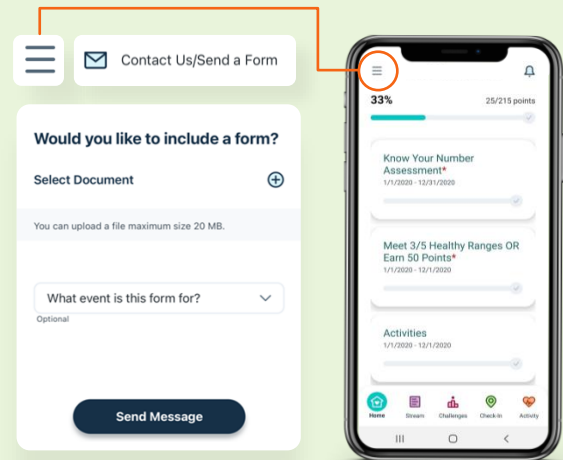 Contact Us/Send a Form
Would you like to include a form?
Select Document
You can upload a file maximum size 20 MB.
What event is this form for?
Optional
Send Message
33%
25/215 points
Know Your Number
Assessment*
1/1/2020 - 12/31/2020
Meet 3/5 Healthy Ranges OR
Earn 50 Points*
1/1/2020 - 12/1/2020
Activities
1/1/2020 - 12/1/2020
Home Stream Challenges Check-In Activity